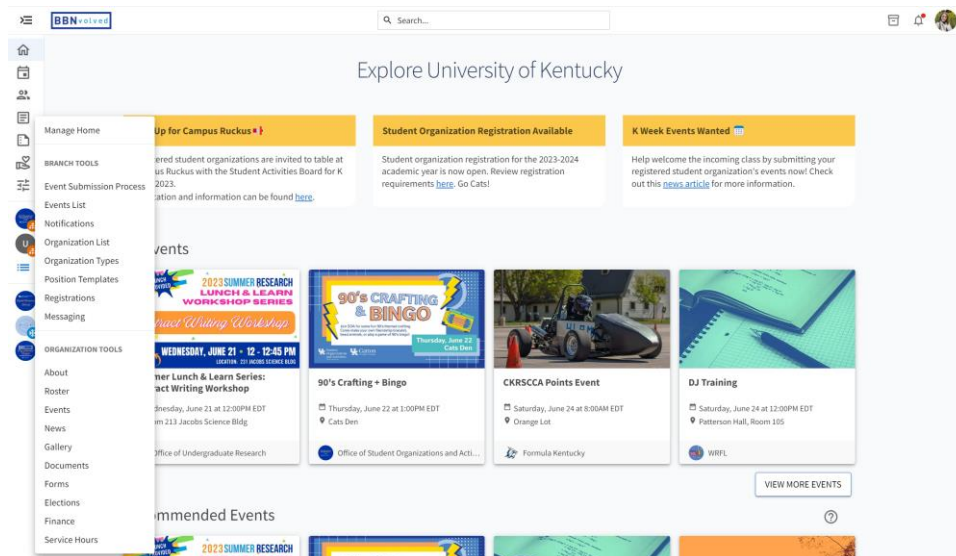 BBNvolved
Search...
Explore University of Kentucky
Manage Home
BRANCH TOOLS
Event Submission Process
Events List
Notifications
Organization List
Organization Types
Position Templates
Registrations
Messaging
ORGANIZATION TOOLS
About
Roster
Events
News
Gallery
Documents
Forms
Elections
Finance
Service Hours
Up for Campus Ruckus
tered student organizations are invited to table at
us Ruckus with the Student Activities Board for K
2023.
ation and information can be found here.
Student Organization Registration Available
Student organization registration for the 2023-2024
academic year is now open. Review registration
requirements here. Go Cats!
K Week Events Wanted
Help welcome the incoming class by submitting your
registered student organization's events now! Check
out this news article for more information.
vents
2023 SUMMER RESEARCH
LUNCH & LEARN
WORKSHOP SERIES
ract Writing Workshop
WEDNESDAY, JUNE 21 • 12 - 12:45 PM
LOCATION: 231 JACOBS SCIENCE BLDG
mer Lunch & Learn Series:
ract Writing Workshop
dnesday, June 21 at 12:00PM EDT
m 213 Jacobs Science Bldg
Office of Undergraduate Research
90's CRAFTING
& BINGO
Thursday, June 22
Cats Den
90's Crafting + Bingo
Thursday, June 22 at 1:00PM EDT
Cats Den
Office of Student Organizations and Acti...
CKRSCCA Points Event
Saturday, June 24 at 8:00AM EDT
Orange Lot
Formula Kentucky
DJ Training
Saturday, June 24 at 12:00PM EDT
Patterson Hall, Room 105
WRFL
VIEW MORE EVENTS
mmended Events
2023 SUMMER RESEARCH
U